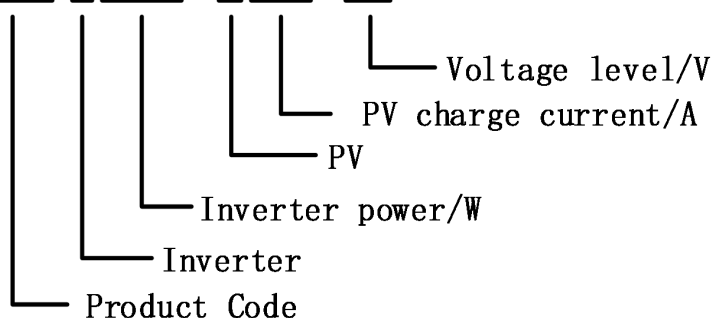 Voltage level/V
PV charge current/A
PV
Inverter power/W
Inverter
Product Code